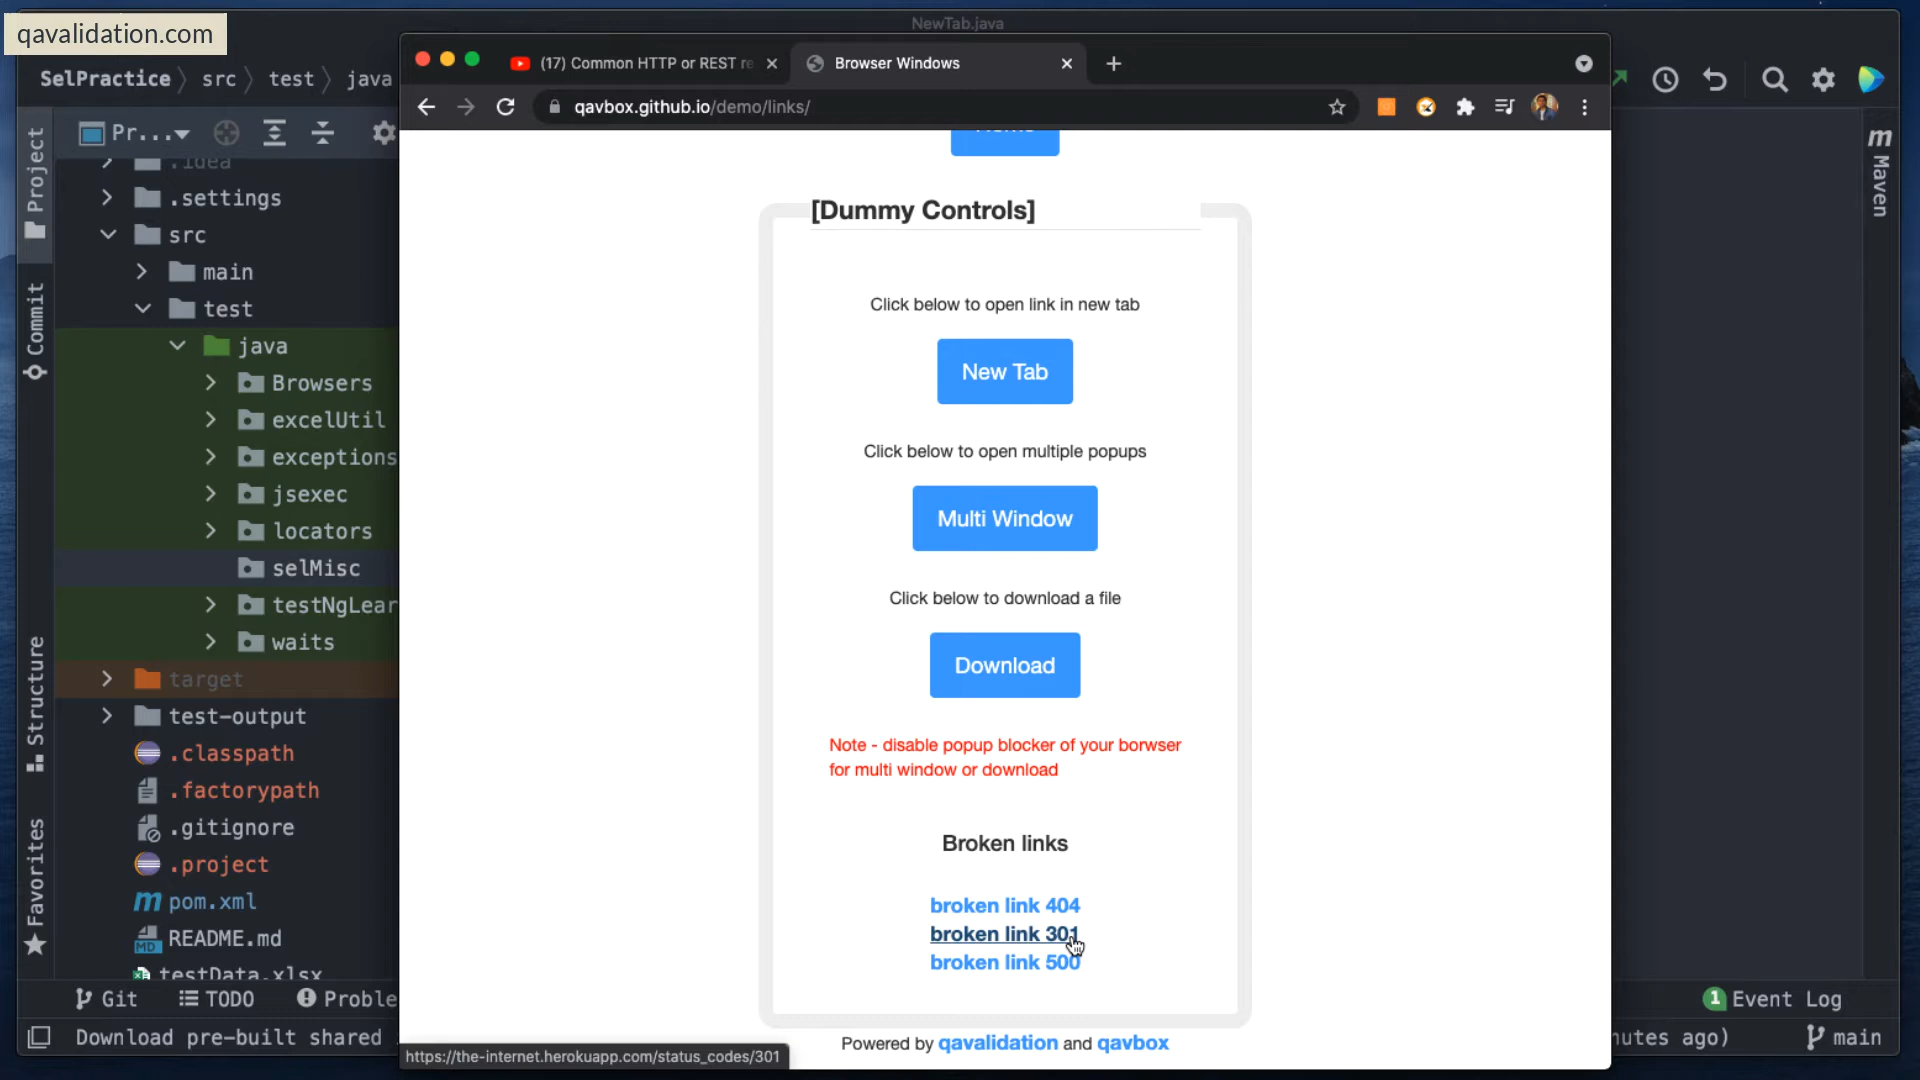 qavalidation.com
NewTab.java
SelPractice
src
test
java
(17) Common HTTP or REST re
Browser Windows
qavbox.github.io/demo/links/
Pr...
Project
Commit
Structure
Favorites
Maven
.idea
.settings
src
main
test
java
Browsers
excelUtil
exceptions
jsexec
locators
selMisc
testNgLear
waits
target
test-output
.classpath
.factorypath
.gitignore
.project
pom.xml
README.md
testData.xlsx
[Dummy Controls]
Click below to open link in new tab
New Tab
Click below to open multiple popups
Multi Window
Click below to download a file
Download
Note - disable popup blocker of your borwser
for multi window or download
Broken links
broken link 404
broken link 301
broken link 500
Powered by qavalidation and qavbox
Git
TODO
Proble
1 Event Log
Download pre-built shared
https://the-internet.herokuapp.com/status_codes/301
nutes ago)
main